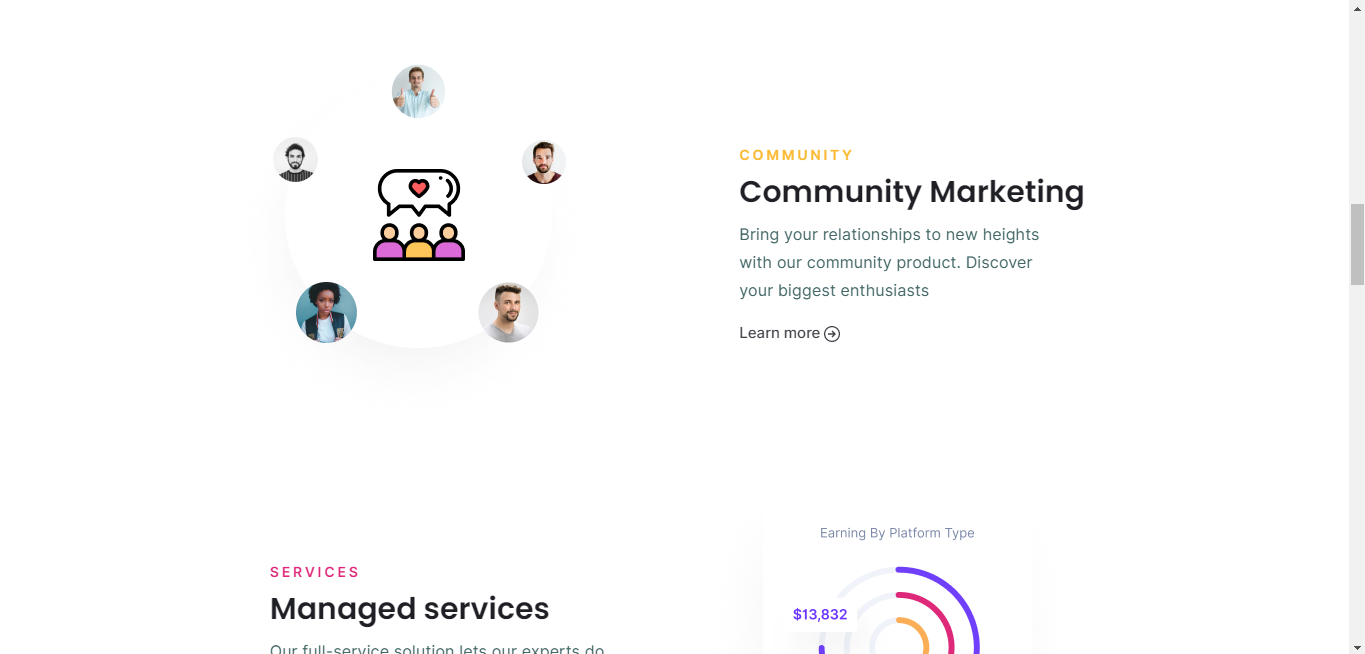 COMMUNITY
Community Marketing
Bring your relationships to new heights
with our community product. Discover
your biggest enthusiasts
Learn more
Earning By Platform Type
SERVICES
Managed services
$13,832
Our full-service solution lets our experts do